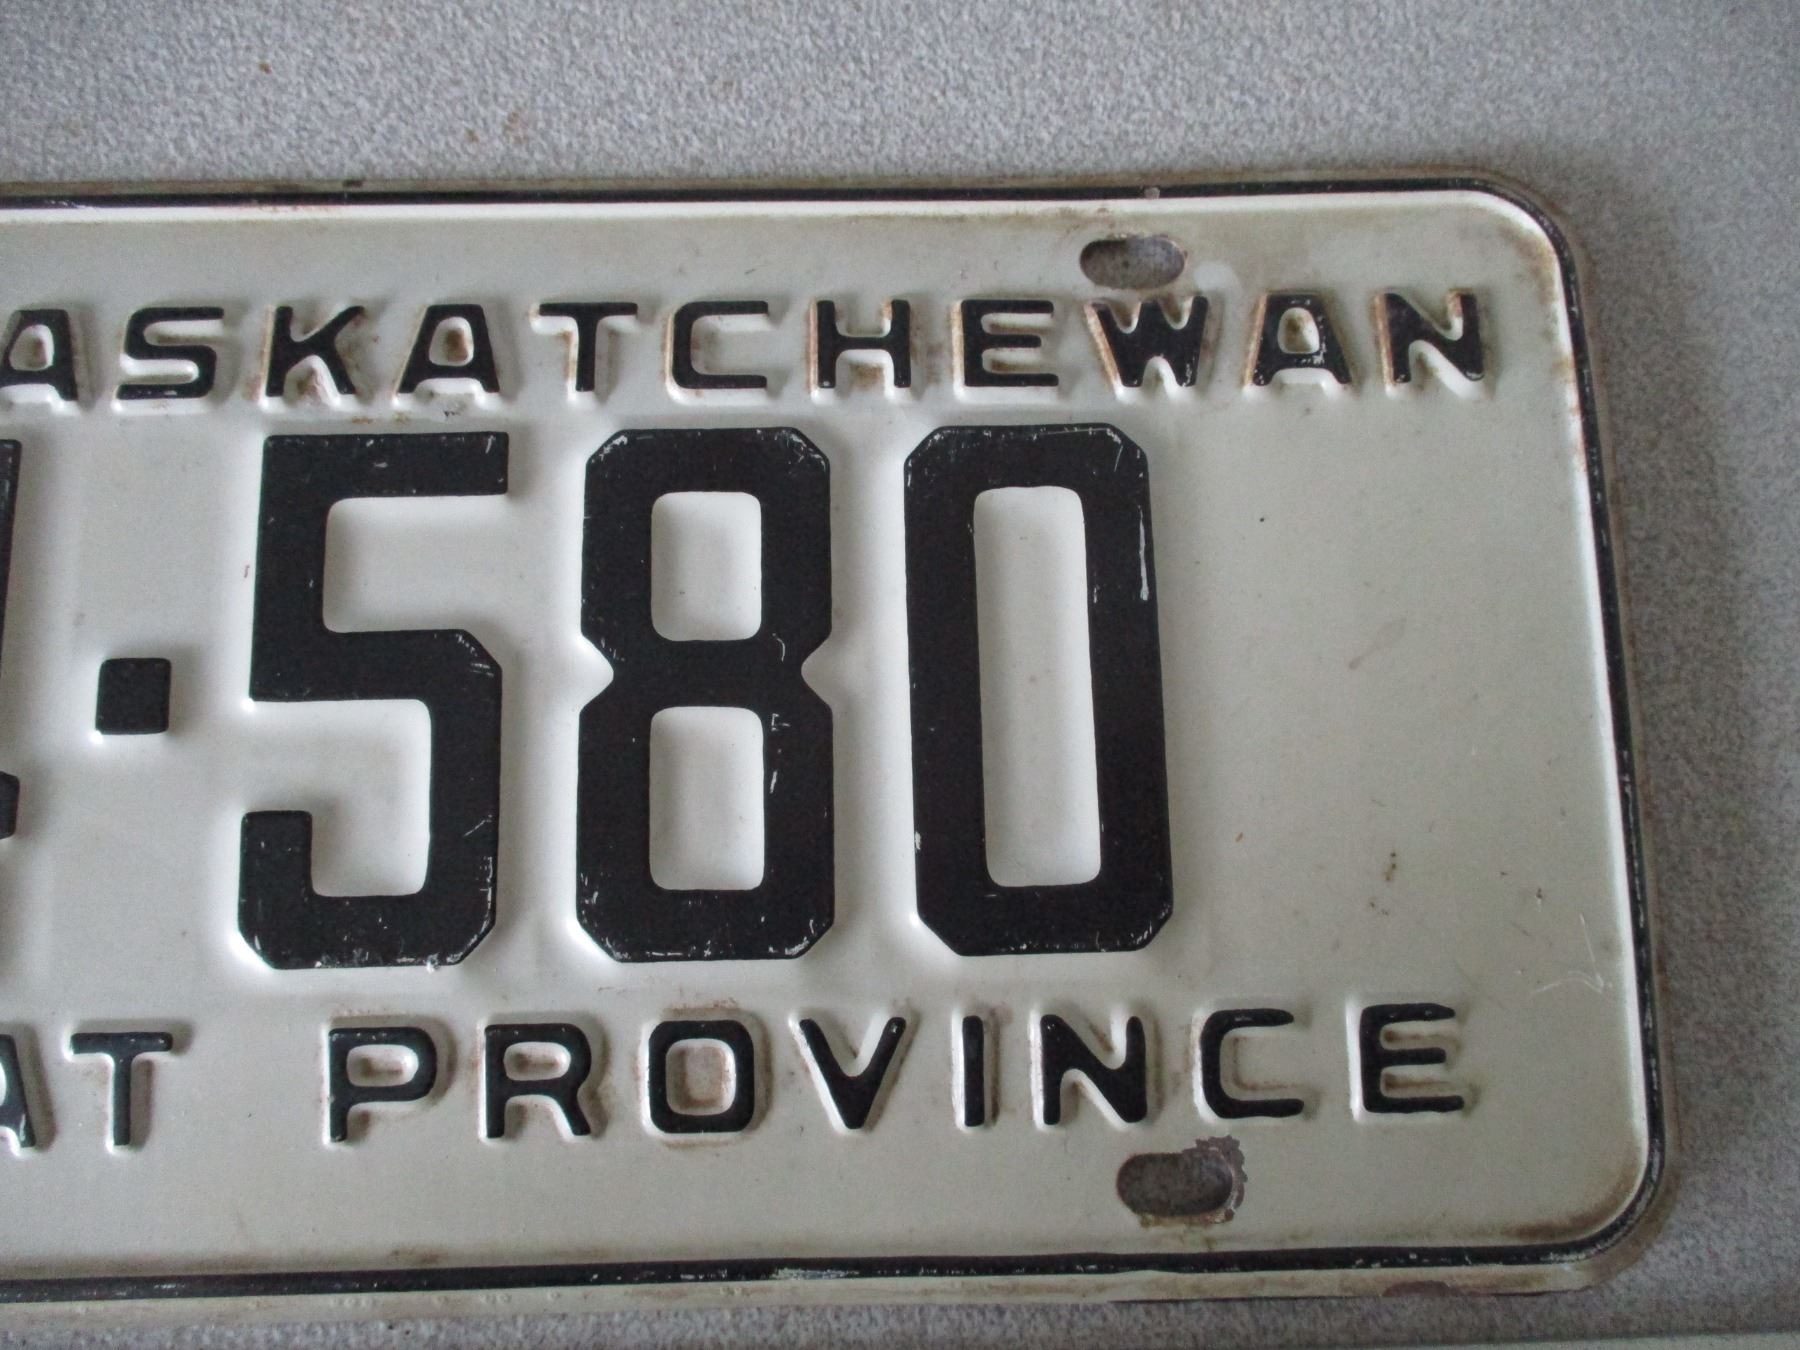 ASKATCHEWAN
· 580
AT PROVINCE